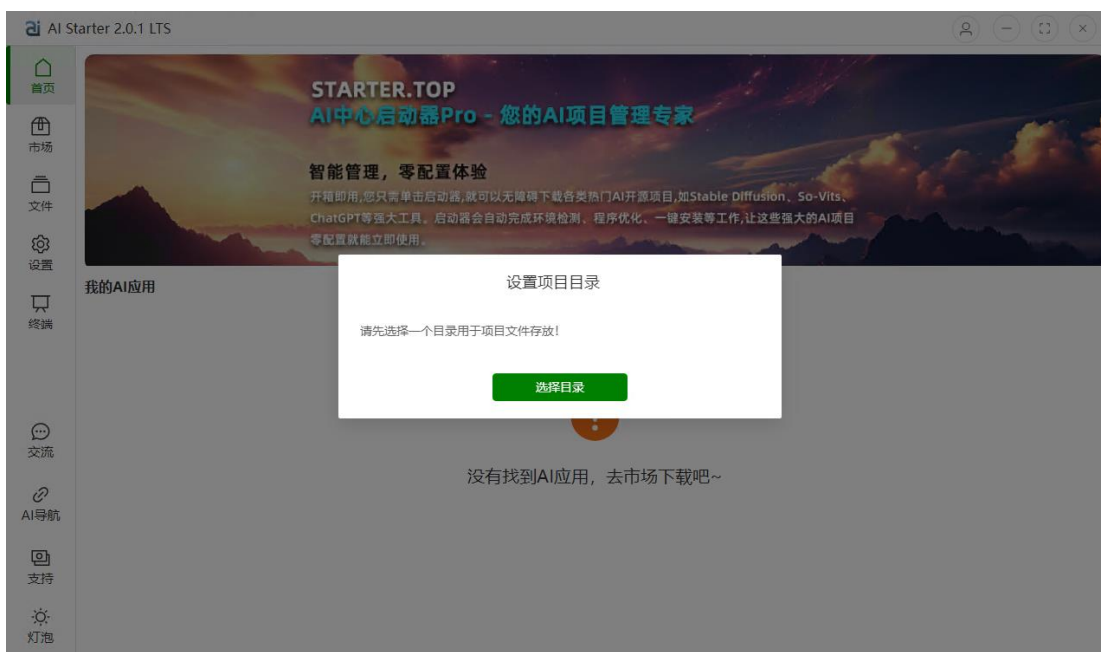 AI Starter 2.0.1 LTS
首页
市场
文件
设置
终端
交流
AI导航
支持
灯泡
STARTER.TOP
AI中心启动器Pro - 您的AI项目管理专家
智能管理，零配置体验
开箱即用,您只需单击启动器,就可以无障碍下载各类热门AI开源项目,如Stable Diffusion、So-Vits、
ChatGPT等强大工具。启动器会自动完成环境检测、程序优化、一键安装等工作,让这些强大的AI项目
零配置就能立即使用。
我的AI应用
设置项目目录
请先选择一个目录用于项目文件存放!
选择目录
没有找到AI应用，去市场下载吧~